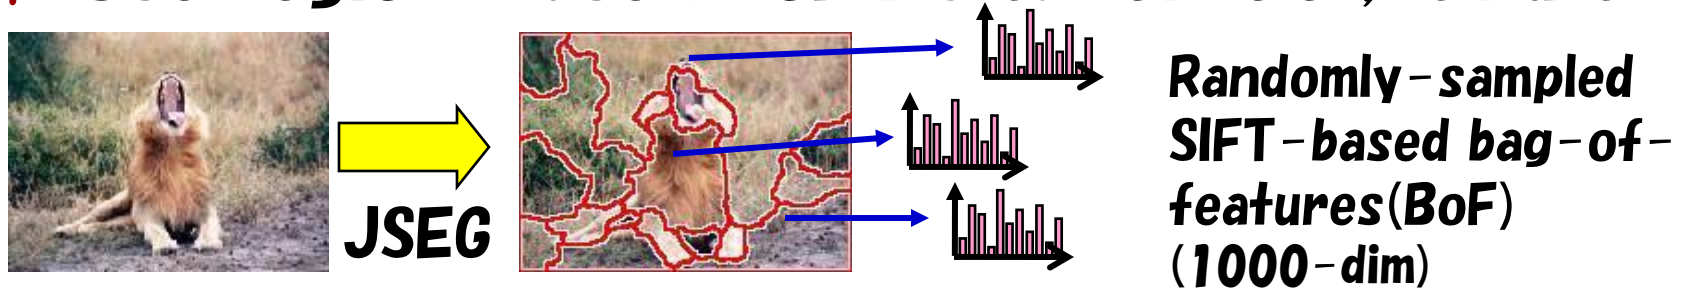 JSEG
Randomly-sampled
SIFT-based bag-of-
features(BoF)
(1000-dim)